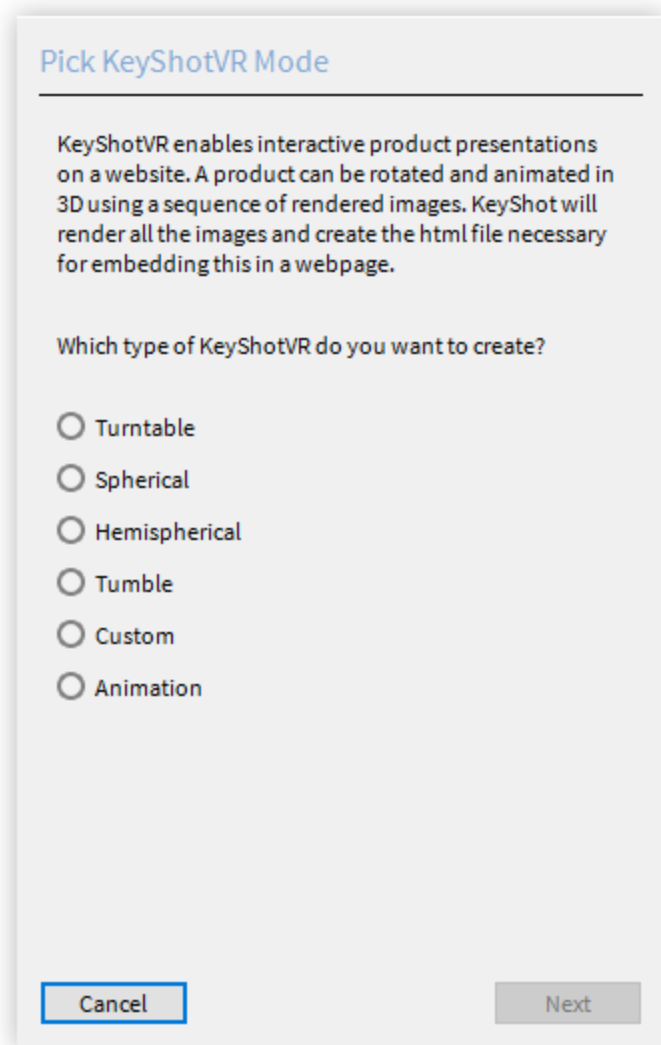 Pick KeyShotVR Mode
KeyShotVR enables interactive product presentations
on a website. A product can be rotated and animated in
3D using a sequence of rendered images. KeyShot will
render all the images and create the html file necessary
for embedding this in a webpage.
Which type of KeyShotVR do you want to create?
Turntable
Spherical
Hemispherical
Tumble
Custom
Animation
Cancel
Next